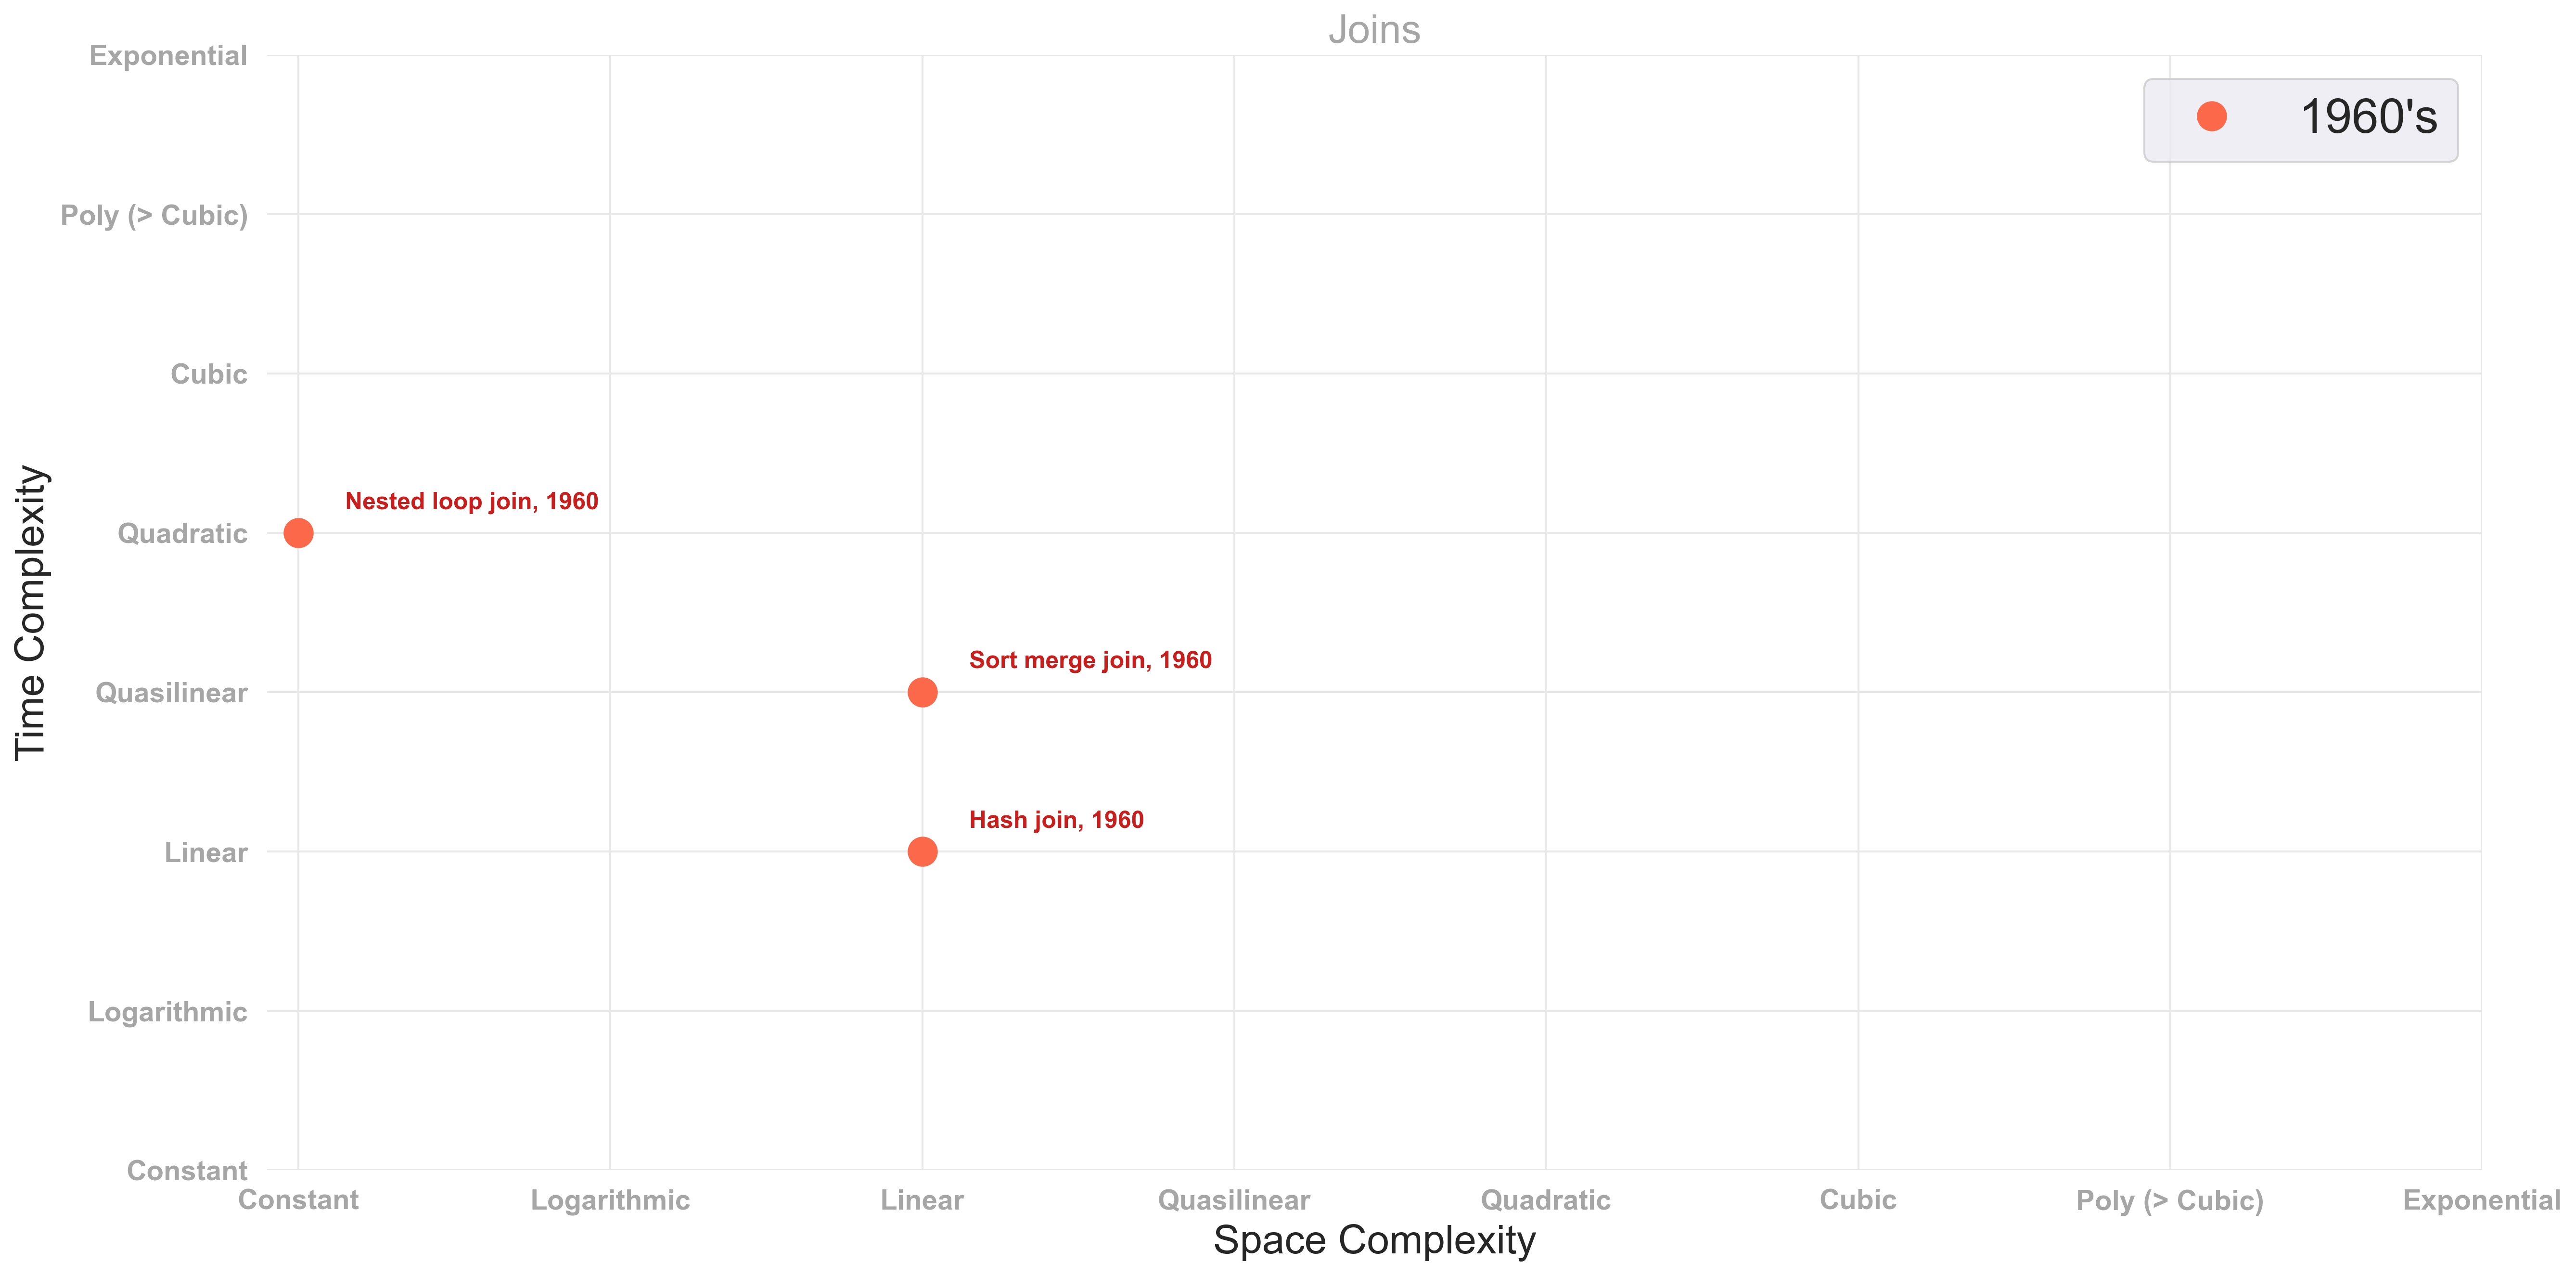 Joins
Exponential
1960's
Poly (> Cubic)
Cubic
Nested loop join, 1960
Quadratic
Time Complexity
Sort merge join, 1960
Quasilinear
Hash join, 1960
Linear
Logarithmic
Constant
Constant Logarithmic Linear Quasilinear Quadratic Cubic Poly (> Cubic) Exponential
Space Complexity